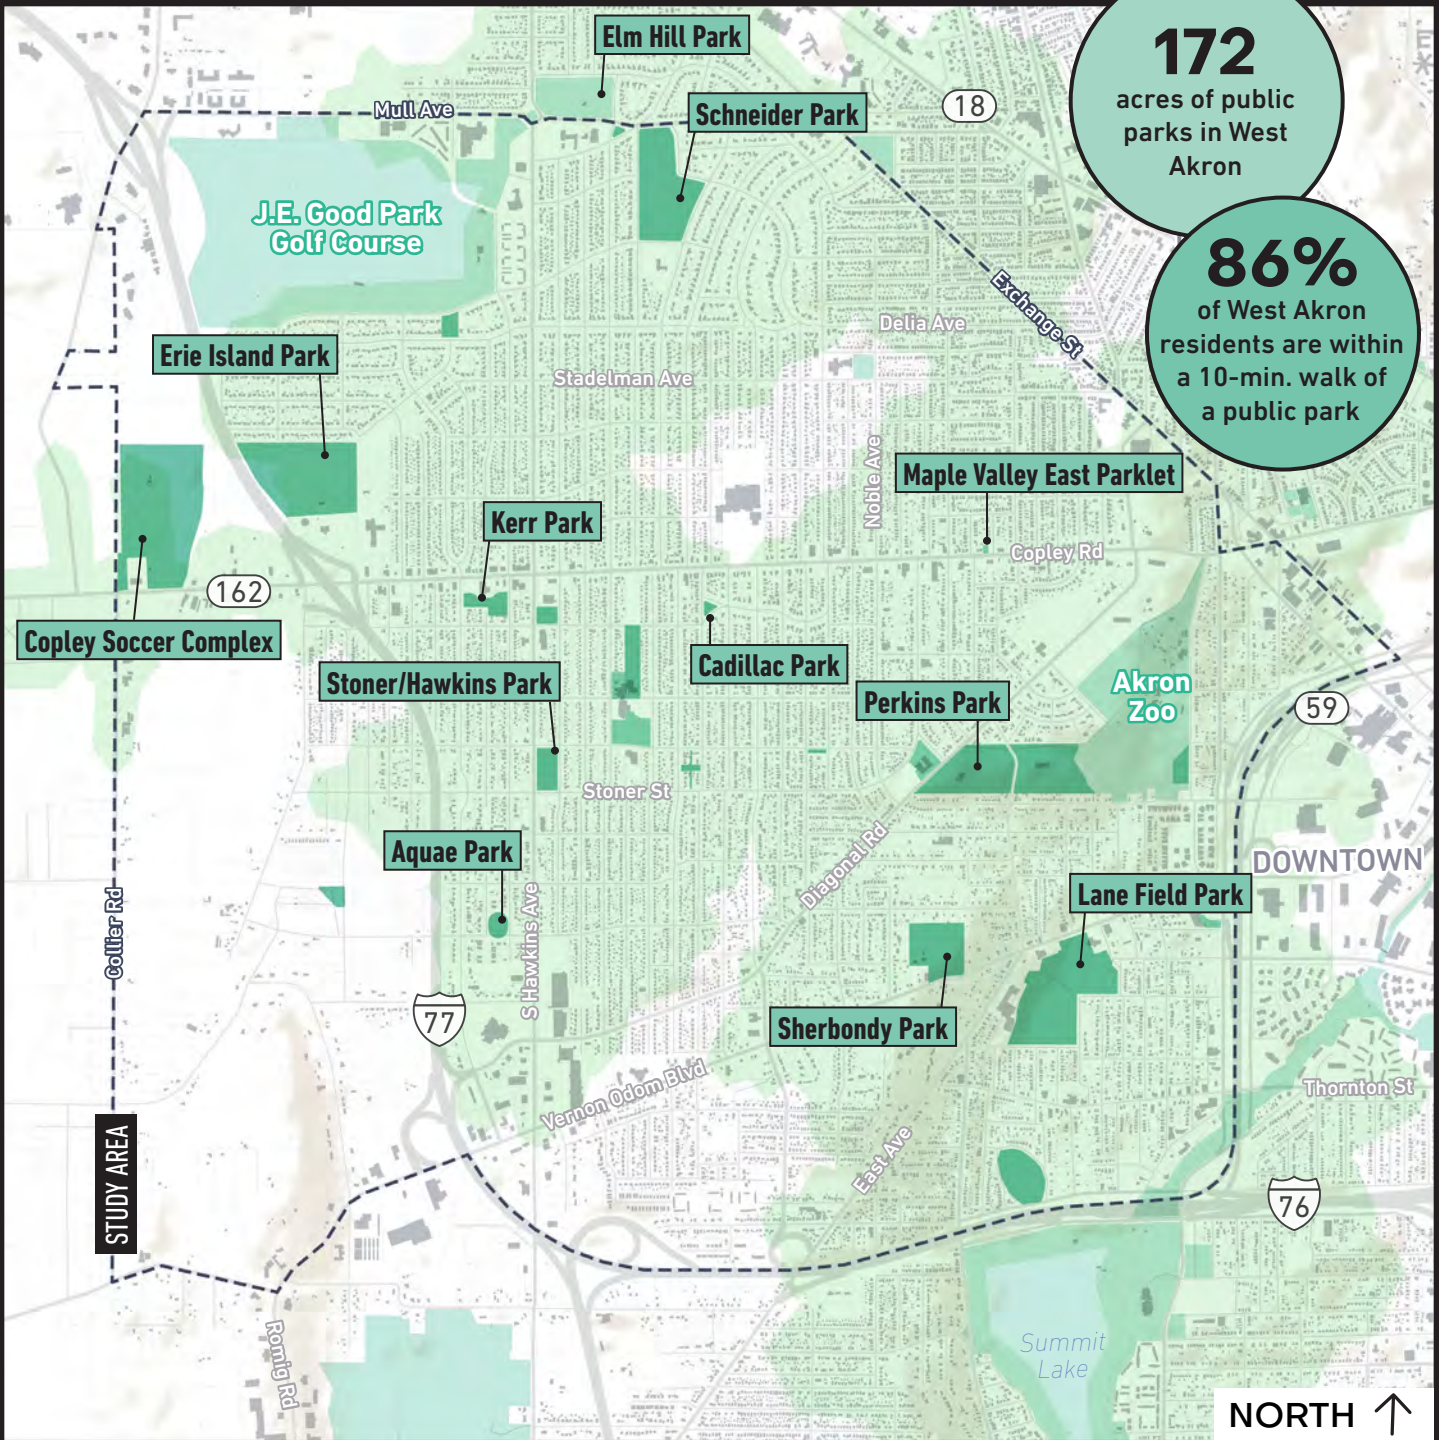 Elm Hill Park
172
acres of public
parks in West
Akron
Mull Ave
Schneider Park
18
J.E. Good Park
Golf Course
86%
of West Akron
residents are within
a 10-min. walk of
a public park
Exchange St
Delia Ave
Erie Island Park
Stadelman Ave
Noble Ave
Maple Valley East Parklet
Kerr Park
Copley Rd
162
Copley Soccer Complex
Cadillac Park
Stoner/Hawkins Park
Perkins Park
Akron
Zoo
59
Stoner St
Aquae Park
Diagonal Rd
DOWNTOWN
Lane Field Park
Collier Rd
S Hawkins Ave
77
Sherbondy Park
Vernon Odom Blvd
Thornton St
East Ave
STUDY AREA
76
Romig Rd
Summit
Lake
NORTH